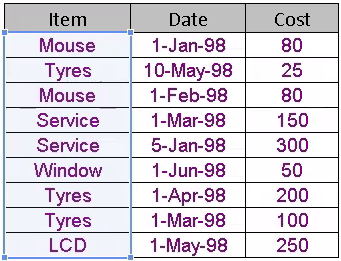 Item Date Cost
Mouse 1-Jan-98 80
Tyres 10-May-98 25
Mouse 1-Feb-98 80
Service 1-Mar-98 150
Service 5-Jan-98 300
Window 1-Jun-98 50
Tyres 1-Apr-98 200
Tyres 1-Mar-98 100
LCD 1-May-98 250